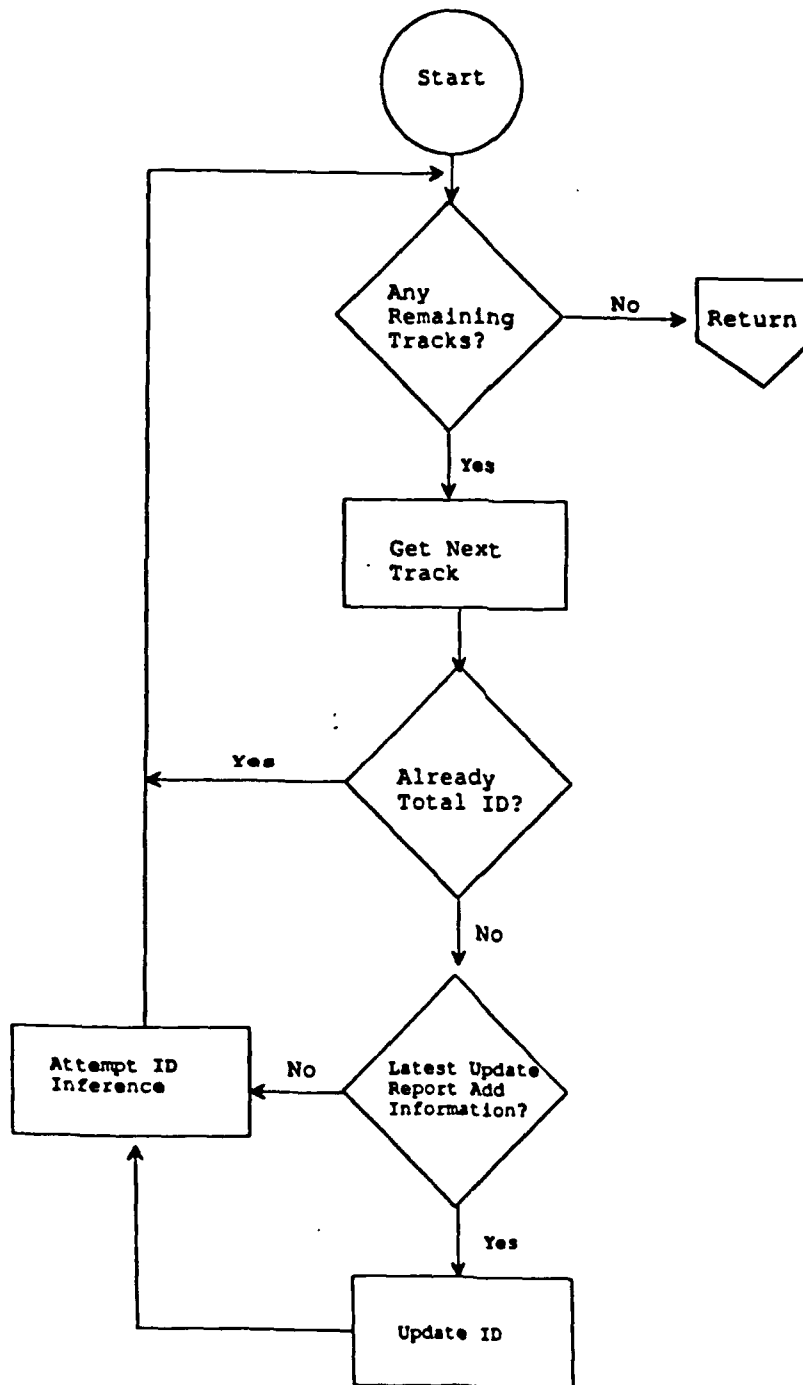 Start
Any
Remaining
Tracks?
No
Return
Yes
Get Next
Track
Yes
Already
Total ID?
No
Attempt ID
Inference
No
Latest Update
Report Add
Information?
Yes
Update ID